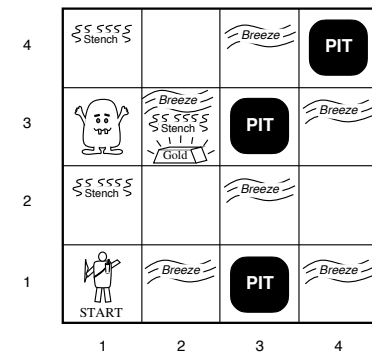 4
Stench
Breeze
PIT
3
Breeze
Stench
Gold
PIT
Breeze
2
Stench
Breeze
1
START
Breeze
PIT
Breeze
1 2 3 4